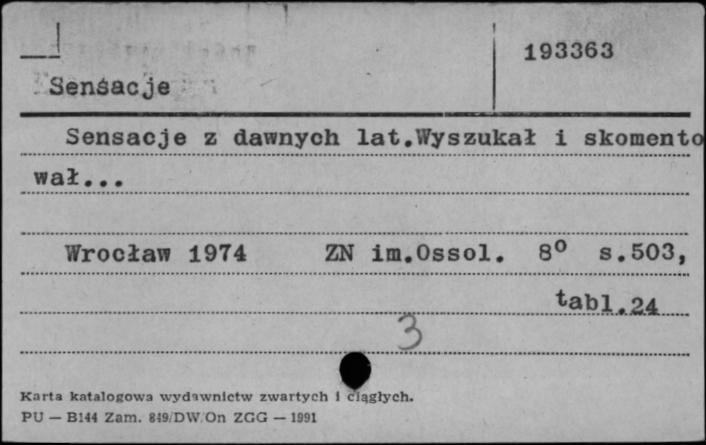 193363
Sensacje
Sensacje z dawnych lat.Wyszukał i skomento
wał...
Wrocław 1974 ZN im.Ossol. 8º s.503,
tabl.24
3
Karta katalogowa wydawnictw zwartych i ciągłych.
PU — B144 Zam. 849/DW/On ZGG — 1991